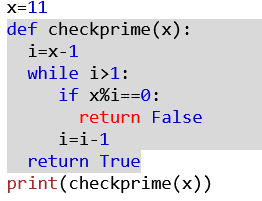 x=11
def checkprime(x):
  i=x-1
  while i>1:
     if x%i==0:
       return False
     i=i-1
  return True
print(checkprime(x))